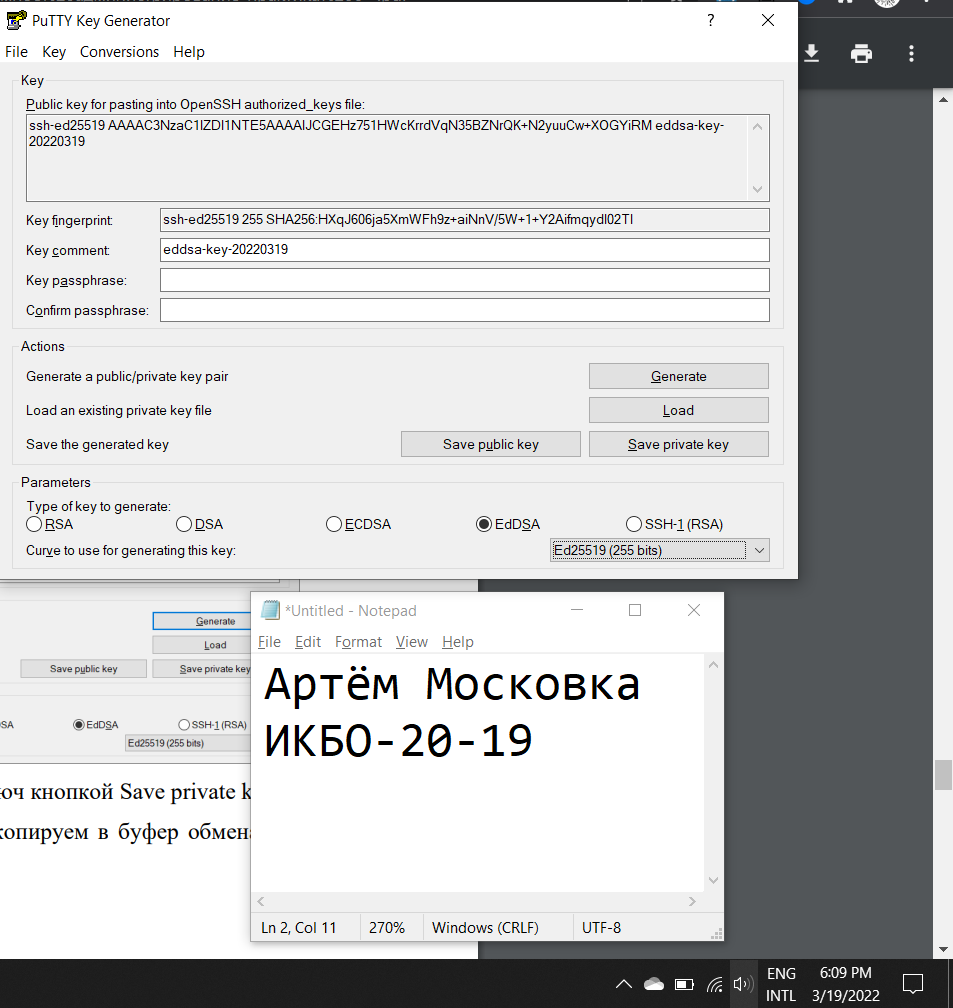 PuTTY Key Generator
?
File Key Conversions Help
Key
Public key for pasting into OpenSSH authorized_keys file:
ssh-ed25519 AAAAC3NzaC1lZDI1NTE5AAAAIJCGEHz751HWcKrrdVqN35BZNrQK+N2yuuCw+XOGYiRM eddsa-key-
20220319
Key fingerprint: ssh-ed25519 255 SHA256:HXqJ606ja5XmWFh9z+aiNnV/5W+1+Y2Aifmqydl02TI
Key comment: eddsa-key-20220319
Key passphrase:
Confirm passphrase:
Actions
Generate a public/private key pair Generate
Load an existing private key file Load
Save the generated key Save public key Save private key
Parameters
Type of key to generate:
RSA DSA ECDSA EdDSA SSH-1 (RSA)
Curve to use for generating this key: Ed25519 (255 bits)
Generate
Load
Save public key Save private key
SA EdDSA SSH-1 (RSA)
Ed25519 (255 bits)
юч кнопкой Save private k
копируем в буфер обмен
*Untitled - Notepad
File Edit Format View Help
Артём Московка
ИКБО-20-19
Ln 2, Col 11 270% Windows (CRLF) UTF-8
ENG 6:09 PM
INTL 3/19/2022